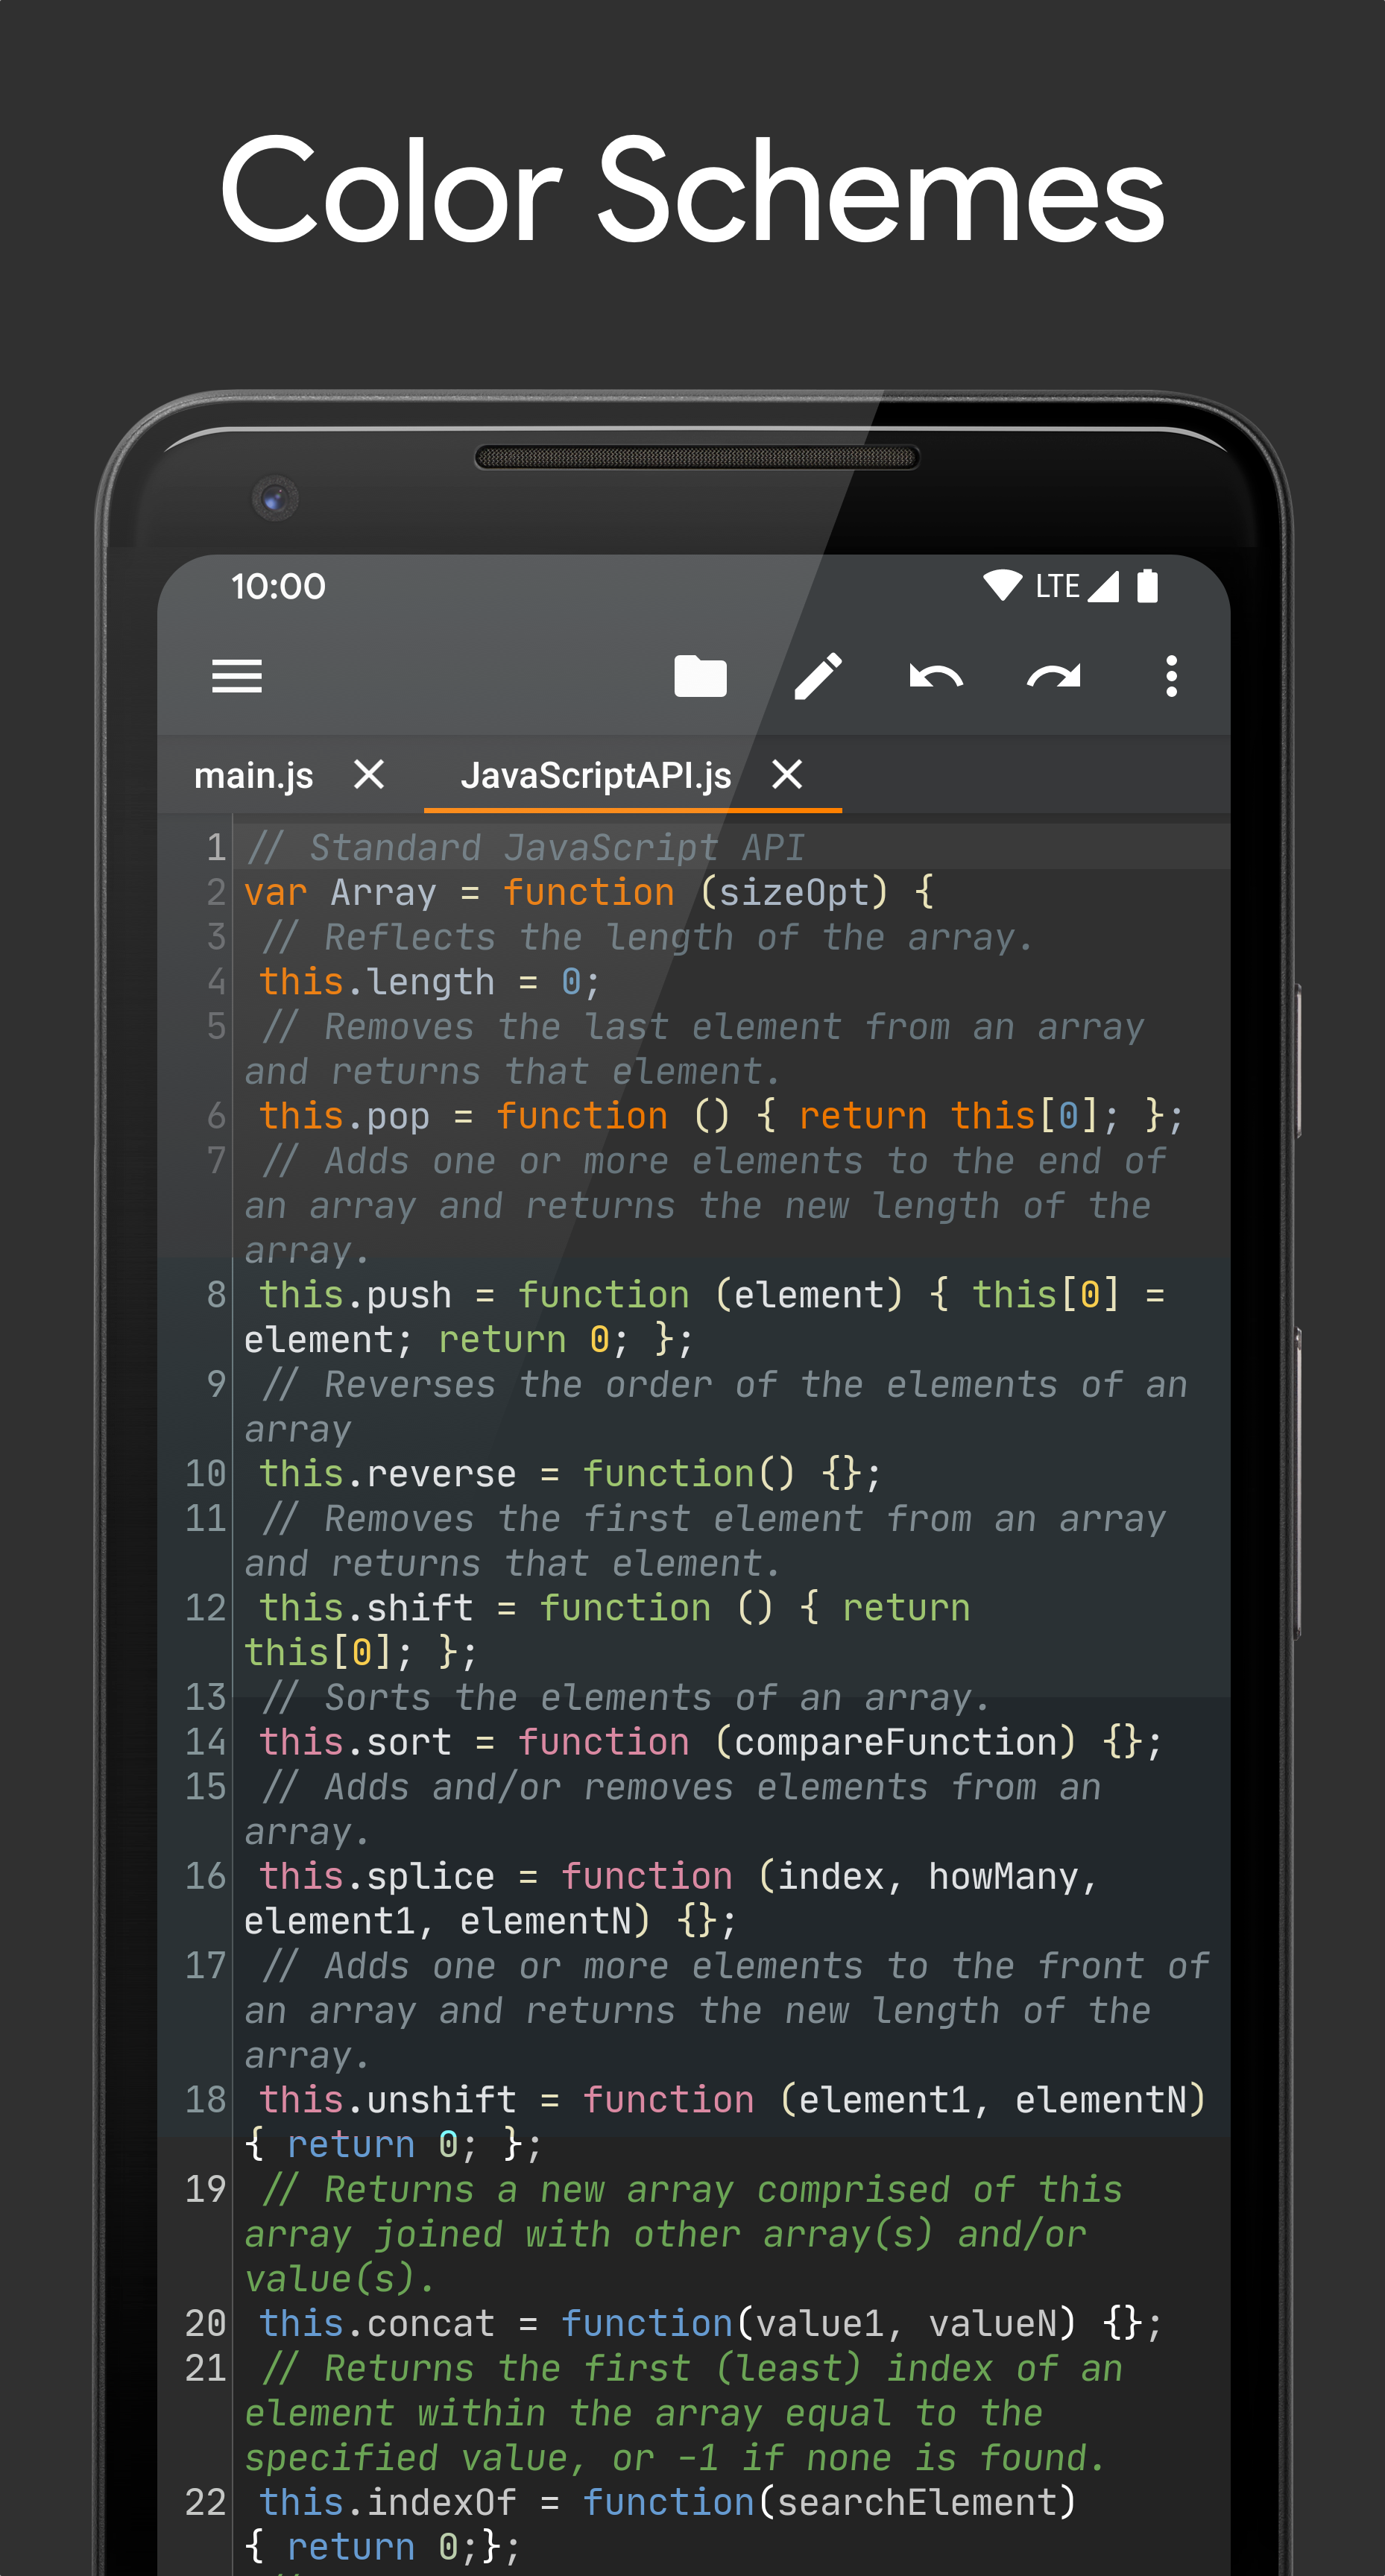 Color Schemes
10:00 LTE
main.js JavaScriptAPI.js
1 // Standard JavaScript API
2 var Array = function (sizeOpt) {
3 // Reflects the length of the array.
4 this.length = 0;
5 // Removes the last element from an array
and returns that element.
6 this.pop = function () { return this[0]; };
7 // Adds one or more elements to the end of
an array and returns the new length of the
array.
8 this.push = function (element) { this[0] =
element; return 0; };
9 // Reverses the order of the elements of an
array
10 this.reverse = function() {};
11 // Removes the first element from an array
and returns that element.
12 this.shift = function () { return
this[0]; };
13 // Sorts the elements of an array.
14 this.sort = function (compareFunction) {};
15 // Adds and/or removes elements from an
array.
16 this.splice = function (index, howMany,
element1, elementN) {};
17 // Adds one or more elements to the front of
an array and returns the new length of the
array.
18 this.unshift = function (element1, elementN)
{ return 0; };
19 // Returns a new array comprised of this
array joined with other array(s) and/or
value(s).
20 this.concat = function(value1, valueN) {};
21 // Returns the first (least) index of an
element within the array equal to the
specified value, or -1 if none is found.
22 this.indexOf = function(searchElement)
{ return 0;};